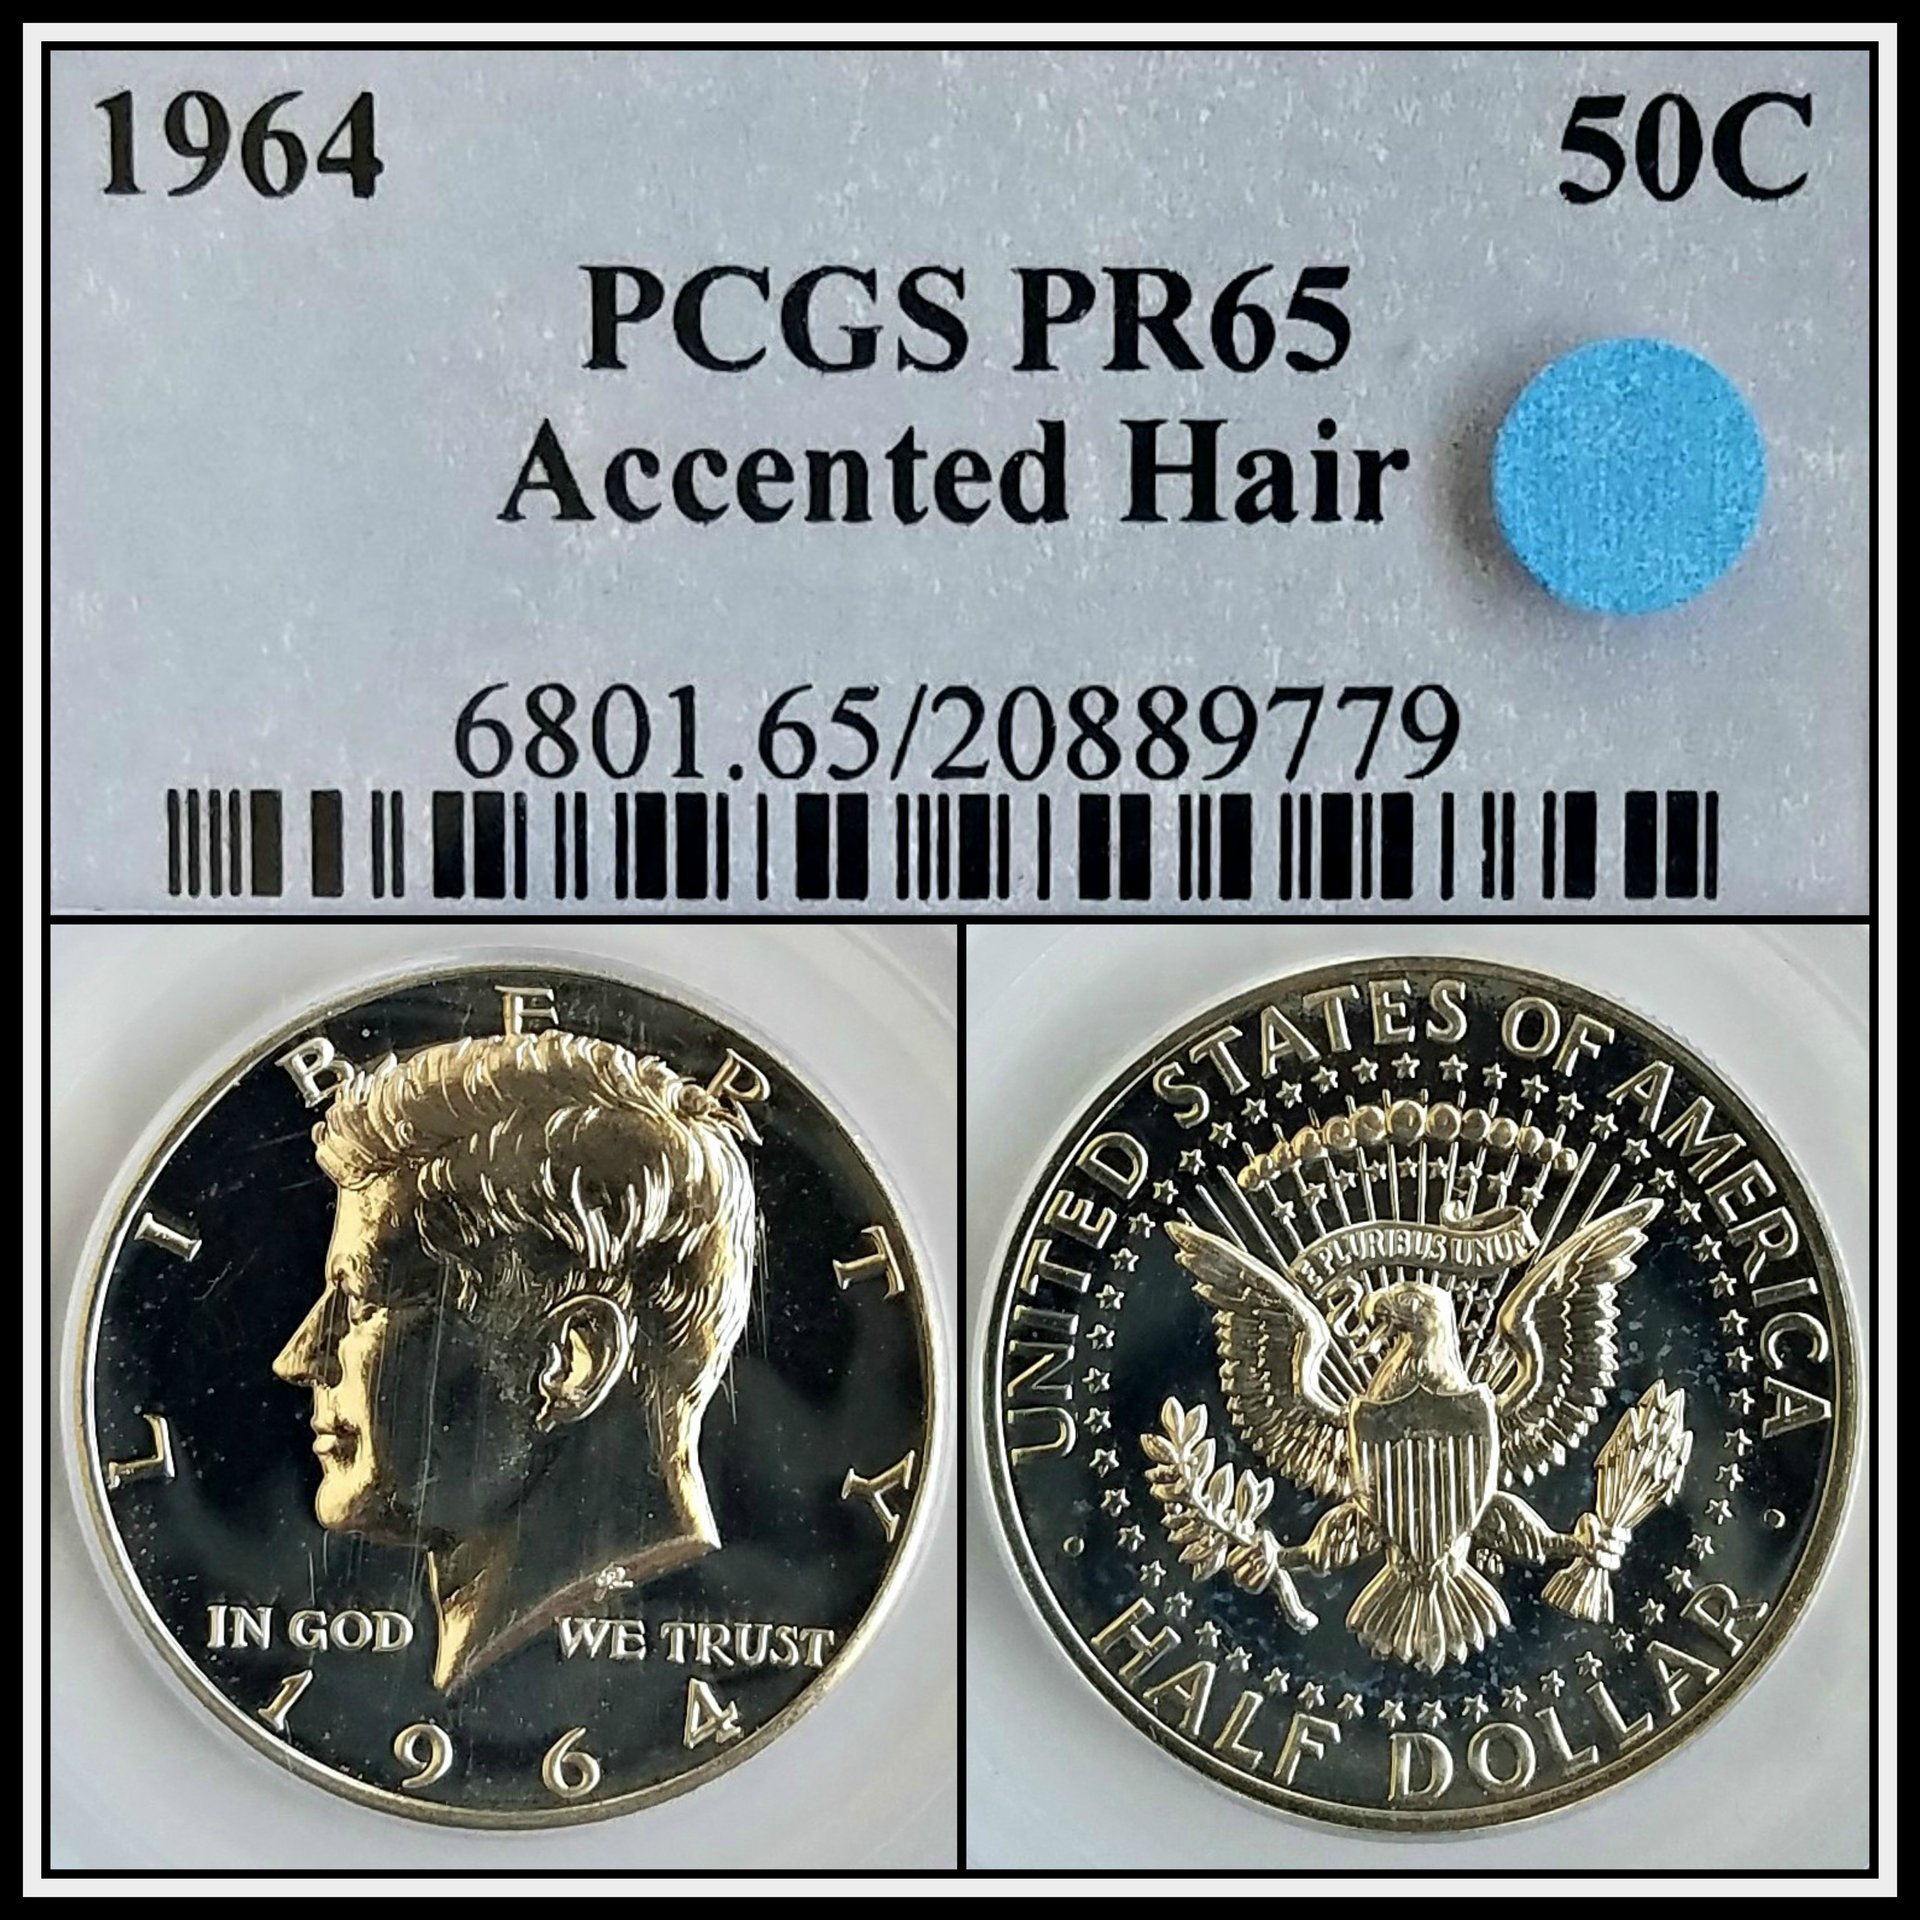 1964 50C
PCGS PR65
Accented Hair
6801.65/20889779
LIBERTY
IN GOD WE TRUST
1964
UNITED STATES OF AMERICA
E PLURIBUS UNUM
FG
HALF DOLLAR